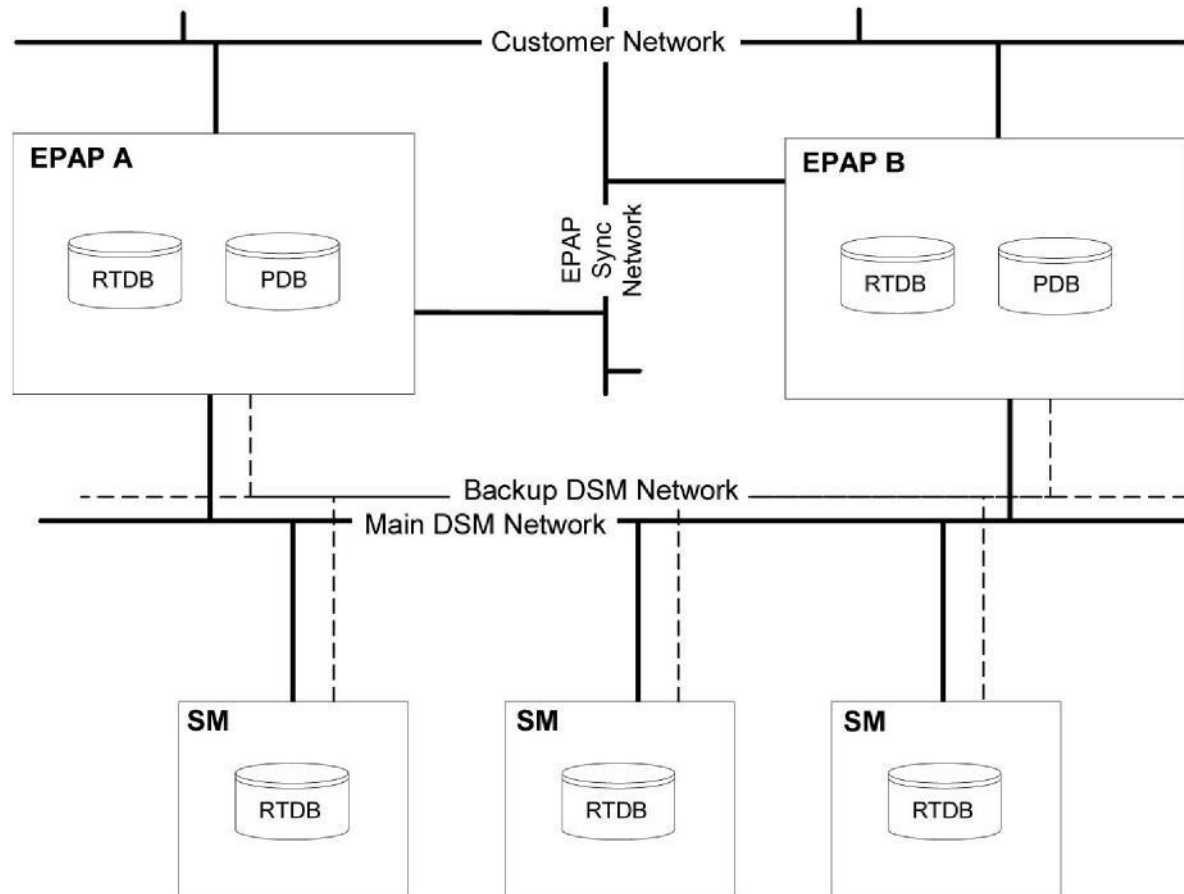 Customer Network
EPAP A
EPAP B
EPAP
Sync
Network
RTDB
PDB
RTDB
PDB
Backup DSM Network
Main DSM Network
SM
SM
SM
RTDB
RTDB
RTDB